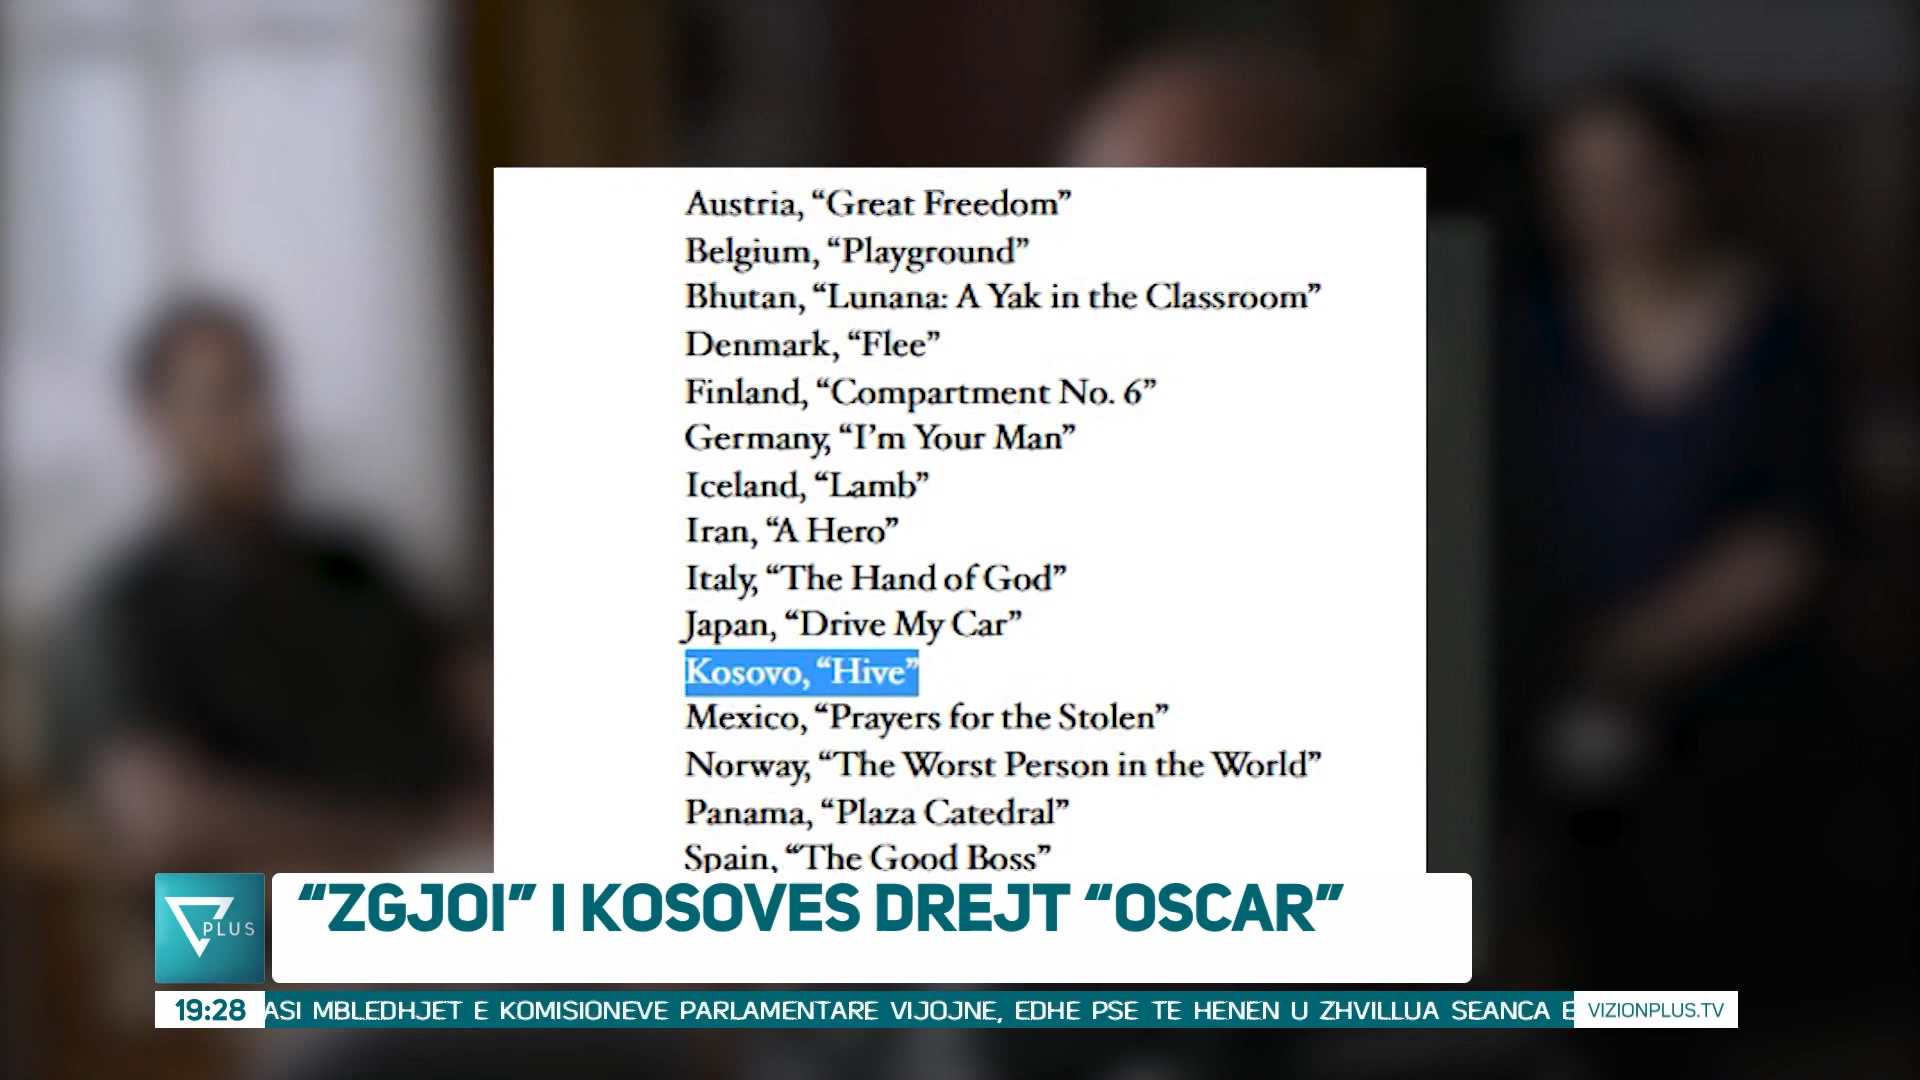 Austria, “Great Freedom”
Belgium, “Playground”
Bhutan, “Lunana: A Yak in the Classroom”
Denmark, “Flee”
Finland, “Compartment No. 6”
Germany, “I’m Your Man”
Iceland, “Lamb”
Iran, “A Hero”
Italy, “The Hand of God”
Japan, “Drive My Car”
Kosovo, “Hive”
Mexico, “Prayers for the Stolen”
Norway, “The Worst Person in the World”
Panama, “Plaza Catedral”
Spain, “The Good Boss”
“ZGJOI” I KOSOVES DREJT “OSCAR”
PLUS
19:28 ASI MBLEDHJET E KOMISIONEVE PARLAMENTARE VIJOJNE, EDHE PSE TE HENEN U ZHVILLUA SEANCA E VIZIONPLUS.TV